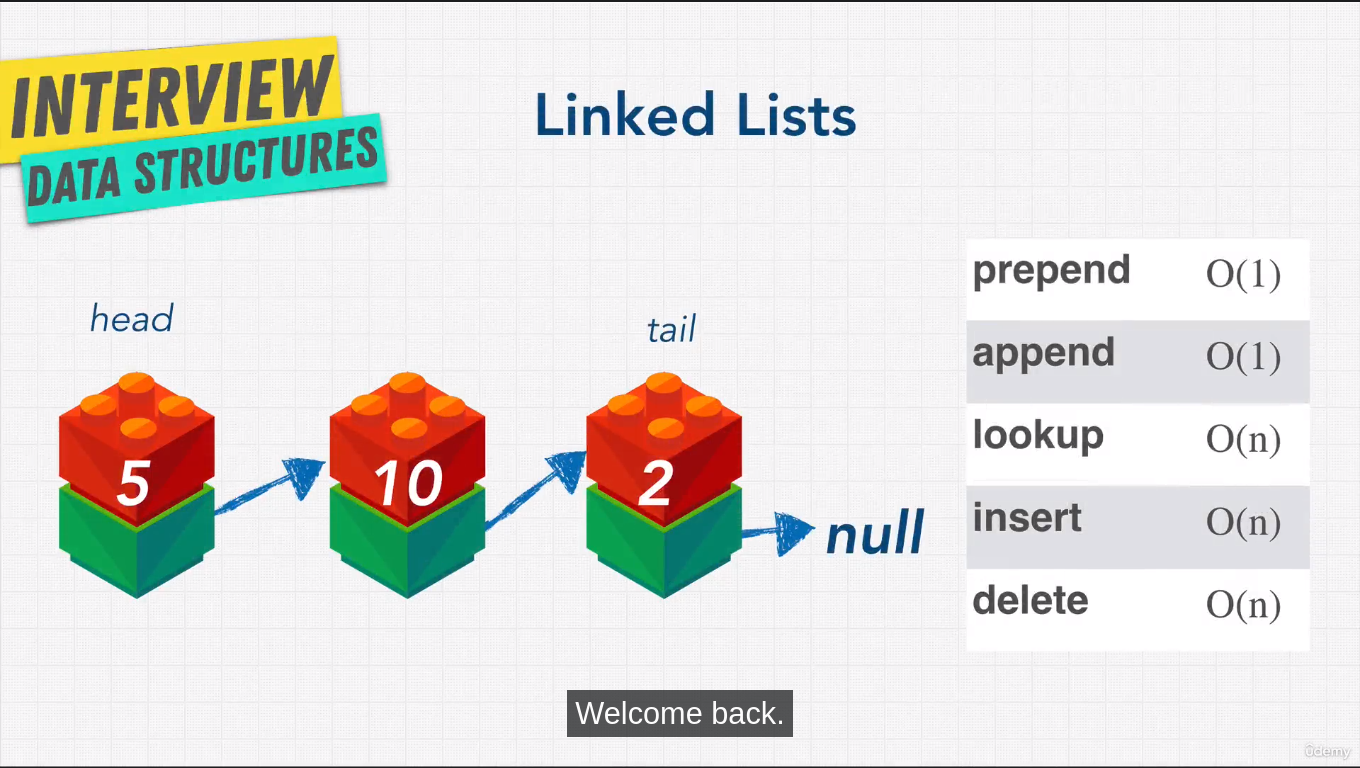 INTERVIEW
DATA STRUCTURES
Linked Lists
head
tail
5
10
2
null
prepend O(1)
append O(1)
lookup O(n)
insert O(n)
delete O(n)
Welcome back.
ûdemy